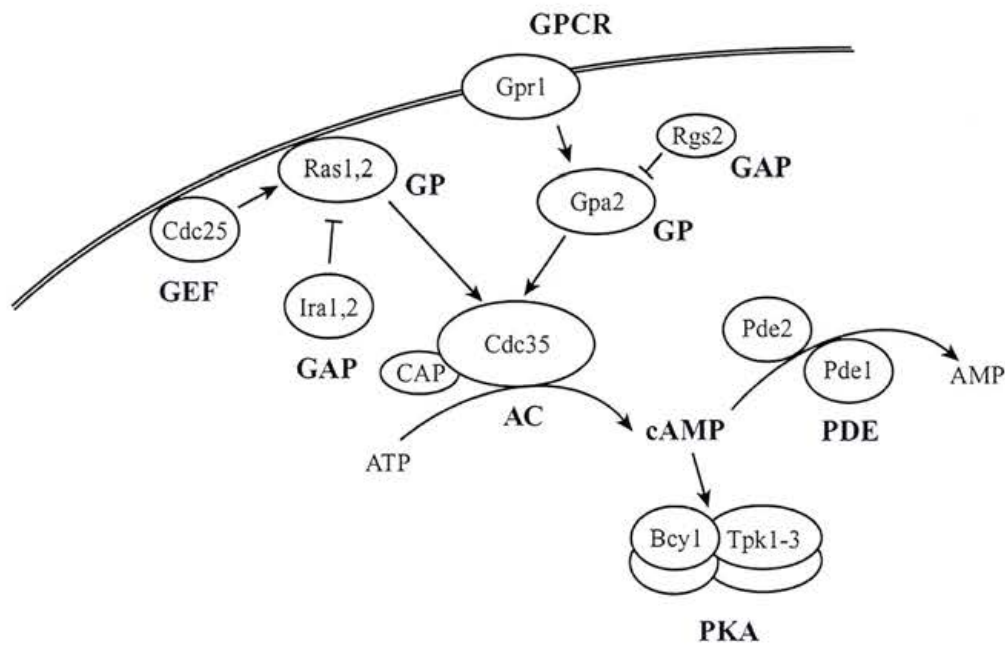 GPCR
Gpr1
Rgs2
GAP
Ras1,2
GP
Gpa2
GP
Cdc25
GEF
Ira1,2
GAP
Cdc35
CAP
AC
ATP
cAMP
Pde2
Pde1
PDE
AMP
Bcy1
Tpk1-3
PKA